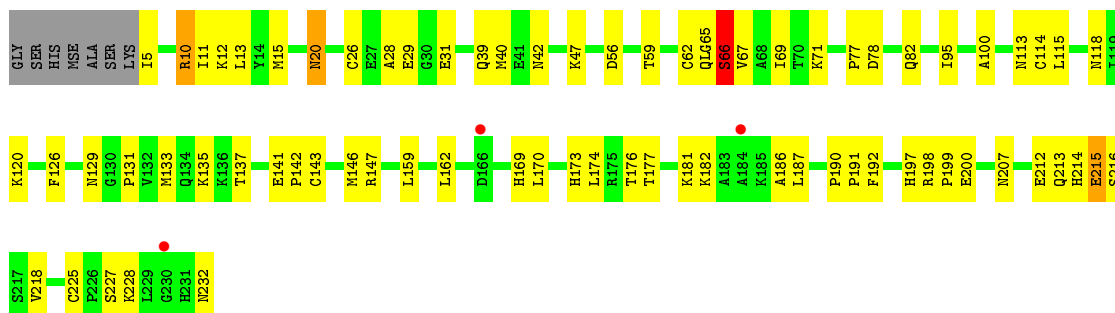 GLY SER HIS MSE ALA SER LYS I5 R10 I11 K12 L13 Y14 M15 N20 C26 E27 A28 E29 G30 E31 Q39 M40 E41 N42 K47 D56 T59 C62 QLG65 S66 V67 A68 I69 T70 K71 P77 D78 Q82 I95 A100 N113 C114 L115 N118 I119
K120 F126 N129 G130 P131 V132 M133 Q134 K135 K136 T137 E141 P142 C143 M146 R147 L159 L162 D166 H169 L170 H173 L174 R175 T176 T177 K181 K182 A183 A184 K185 A186 L187 P190 P191 F192 H197 R198 P199 E200 N207 E212 Q213 H214 E215 S216
S217 V218 C225 P226 S227 K228 L229 G230 H231 N232